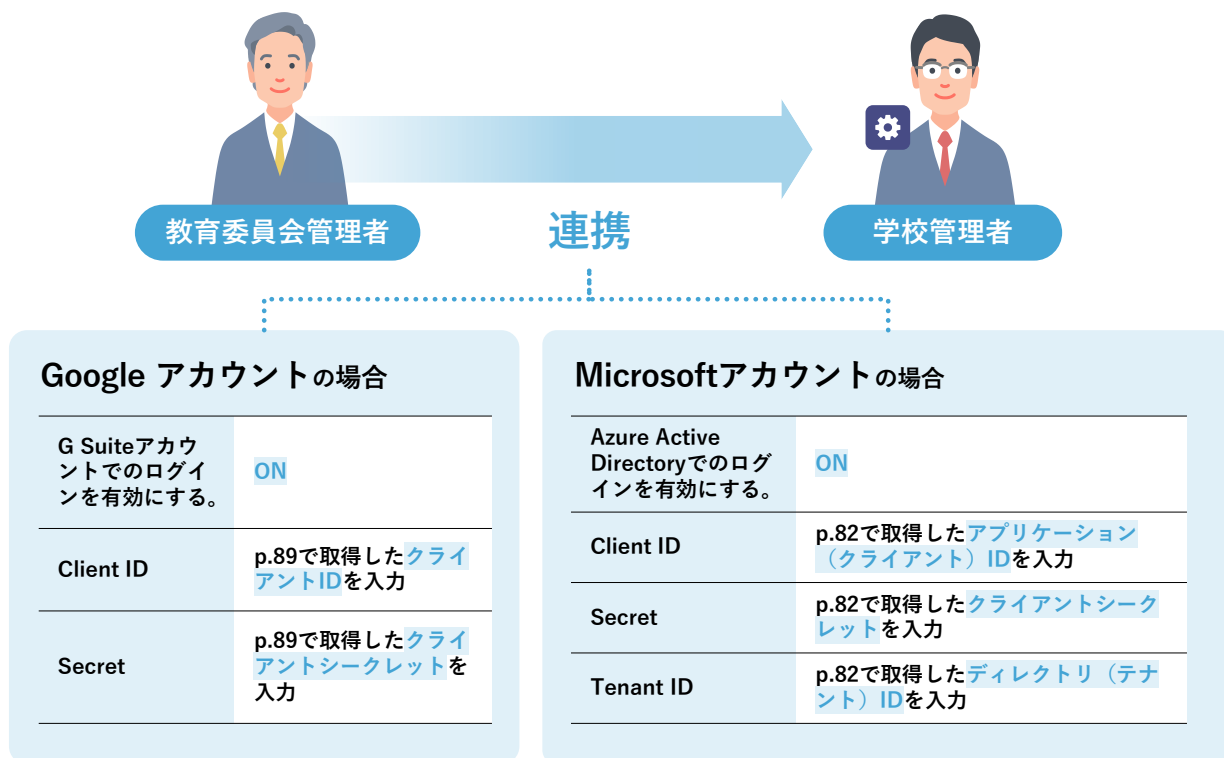 教育委員会管理者
連携
学校管理者
Google アカウントの場合
G Suiteアカウ
ントでのログイ
ンを有効にする。
ON
Client ID
p.89で取得したクライ
アントIDを入力
Secret
p.89で取得したクライ
アントシークレットを
入力
Microsoftアカウントの場合
Azure Active
Directoryでのログ
インを有効にする。
ON
Client ID
p.82で取得したアプリケーション
（クライアント）IDを入力
Secret
p.82で取得したクライアントシーク
レットを入力
Tenant ID
p.82で取得したディレクトリ（テナ
ント）IDを入力